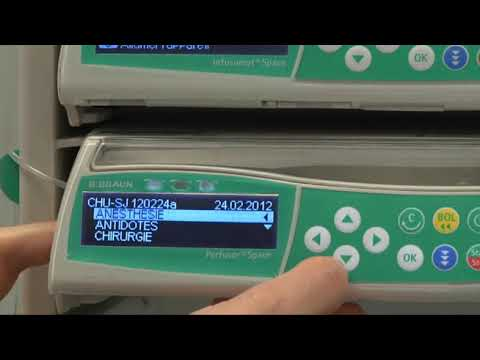 Infusomat® Space
OK
B|BRAUN
CHU-SJ 120224a 24.02.2012
ANESTHESIE
ANTIDOTES
CHIRURGIE
Perfusor® Space
C
BOL
OK